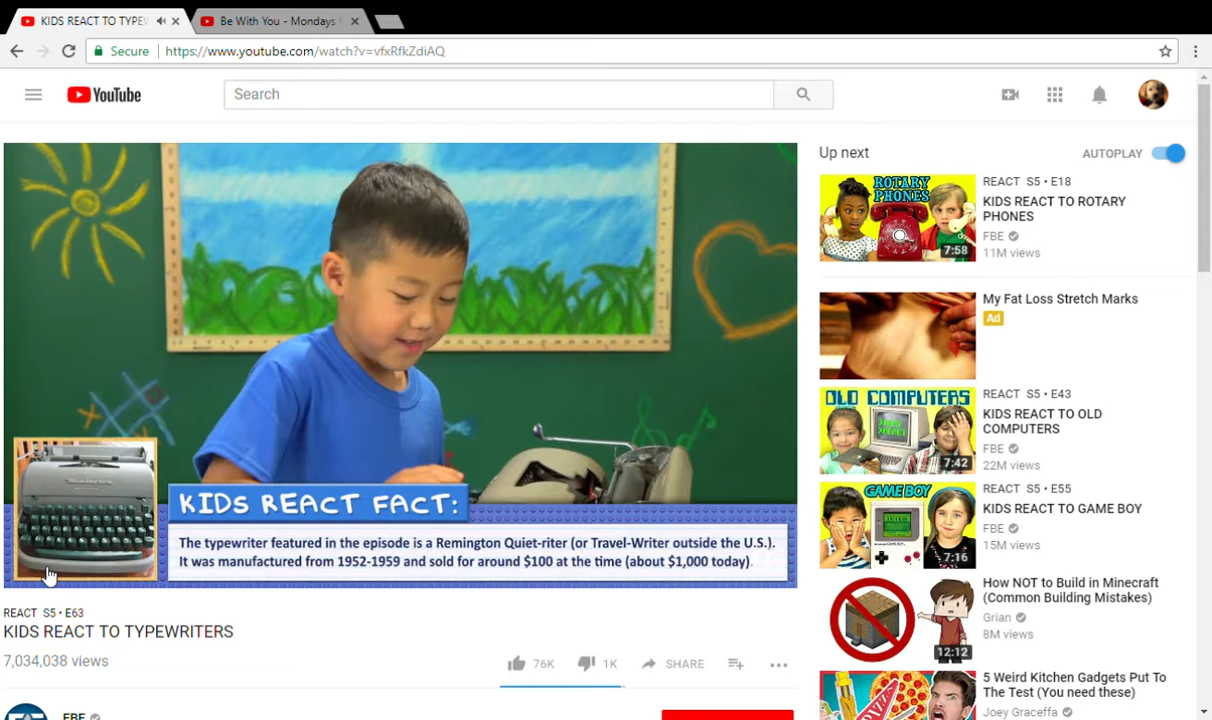 KIDS REACT TO TYPEW
Be With You - Mondays
Secure
https://www.youtube.com/watch?v=vfxRfkZdiAQ
YouTube
Search
KIDS REACT FACT:
The typewriter featured in the episode is a Remington Quiet-riter (or Travel-Writer outside the U.S.).
It was manufactured from 1952-1959 and sold for around $100 at the time (about $1,000 today).
REACT S5 • E63
KIDS REACT TO TYPEWRITERS
7,034,038 views
76K
1K
SHARE
FBE
Up next
AUTOPLAY
ROTARY
PHONES
7:58
REACT S5 • E18
KIDS REACT TO ROTARY
PHONES
FBE
11M views
My Fat Loss Stretch Marks
Ad
OLD COMPUTERS
7:42
REACT S5 • E43
KIDS REACT TO OLD
COMPUTERS
FBE
22M views
GAME BOY
7:16
REACT S5 • E55
KIDS REACT TO GAME BOY
FBE
15M views
12:12
How NOT to Build in Minecraft
(Common Building Mistakes)
Grian
8M views
5 Weird Kitchen Gadgets Put To
The Test (You need these)
Joey Graceffa